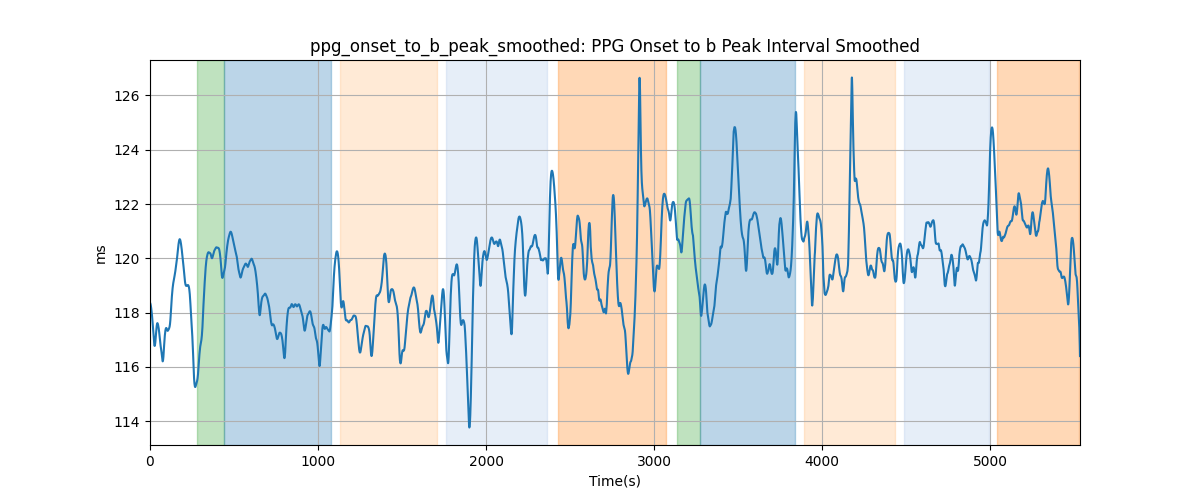 ppg_onset_to_b_peak_smoothed: PPG Onset to b Peak Interval Smoothed
126
124
122
120
118
116
114
ms
0 1000 2000 3000 4000 5000
Time(s)